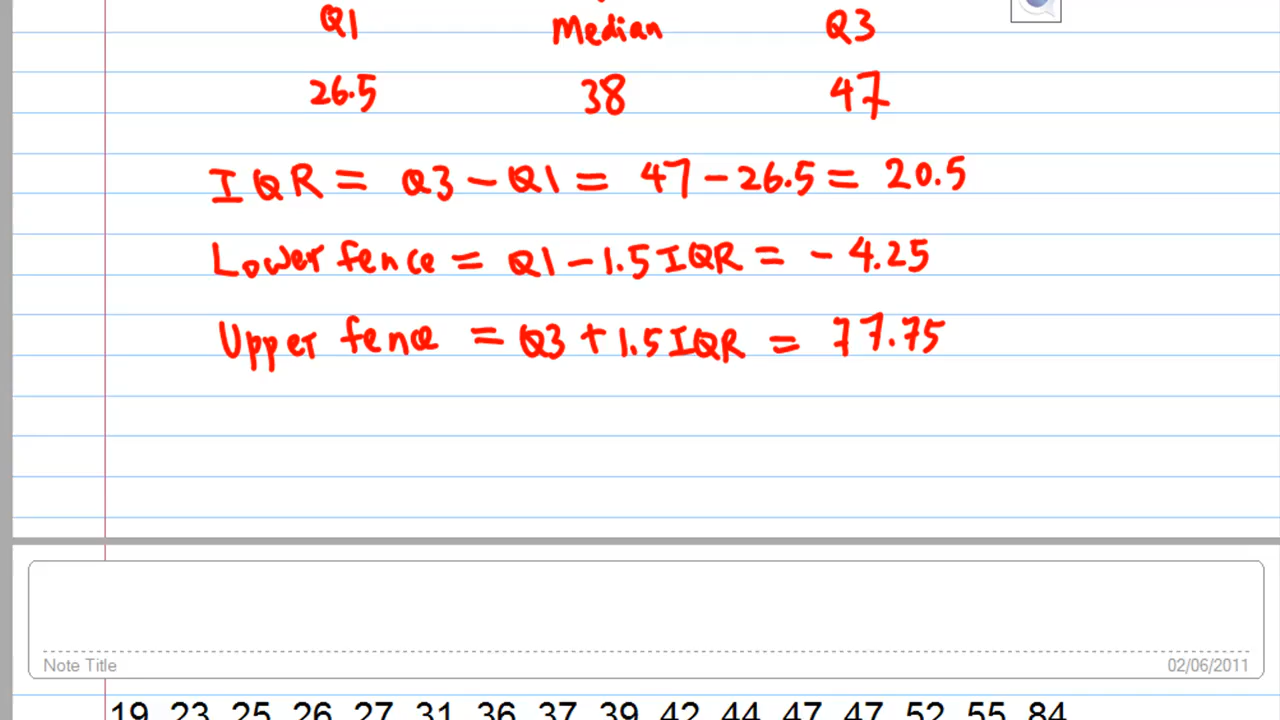 Q1 Median Q3
26.5 38 47
IQR = Q3 - Q1 = 47 - 26.5 = 20.5
Lower fence = Q1 - 1.5 IQR = - 4.25
Upper fence = Q3 + 1.5 IQR = 77.75
Note Title 02/06/2011
19 23 25 26 27 31 36 37 39 42 44 47 47 52 55 84